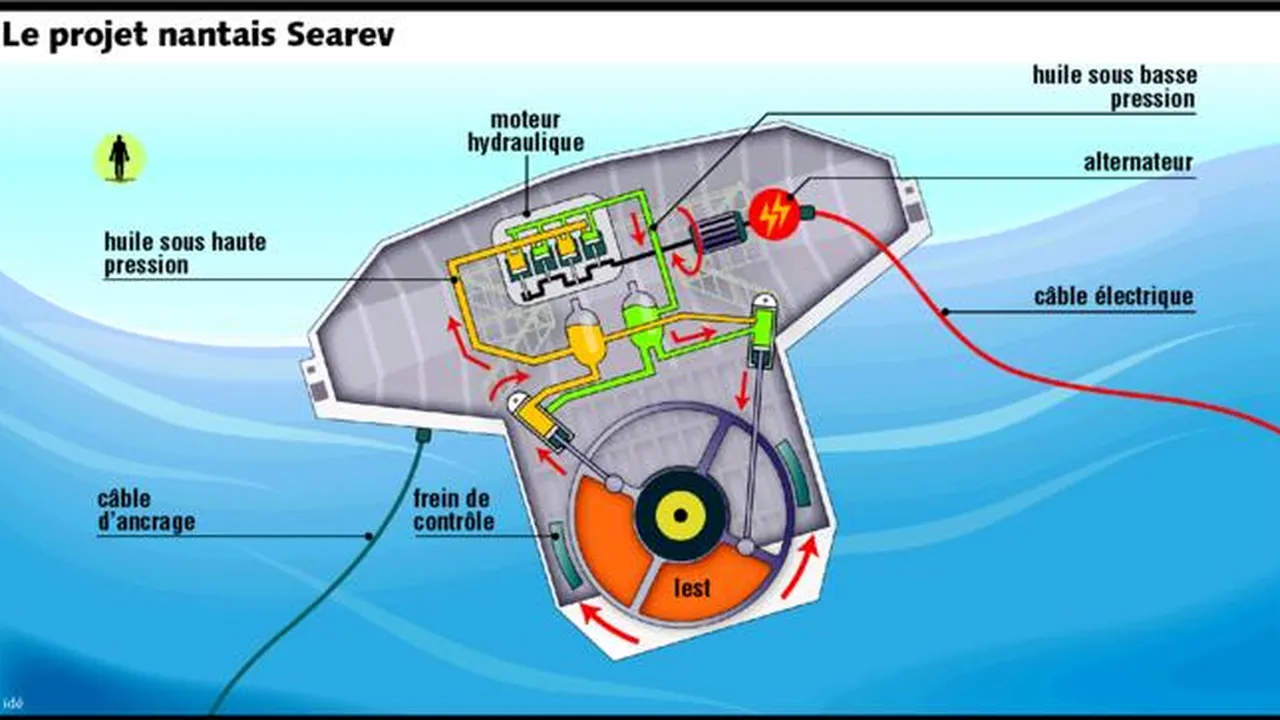 Le projet nantais Searev
huile sous basse
pression
moteur
hydraulique
alternateur
huile sous haute
pression
câble électrique
câble
d'ancrage
frein de
contrôle
lest
idé